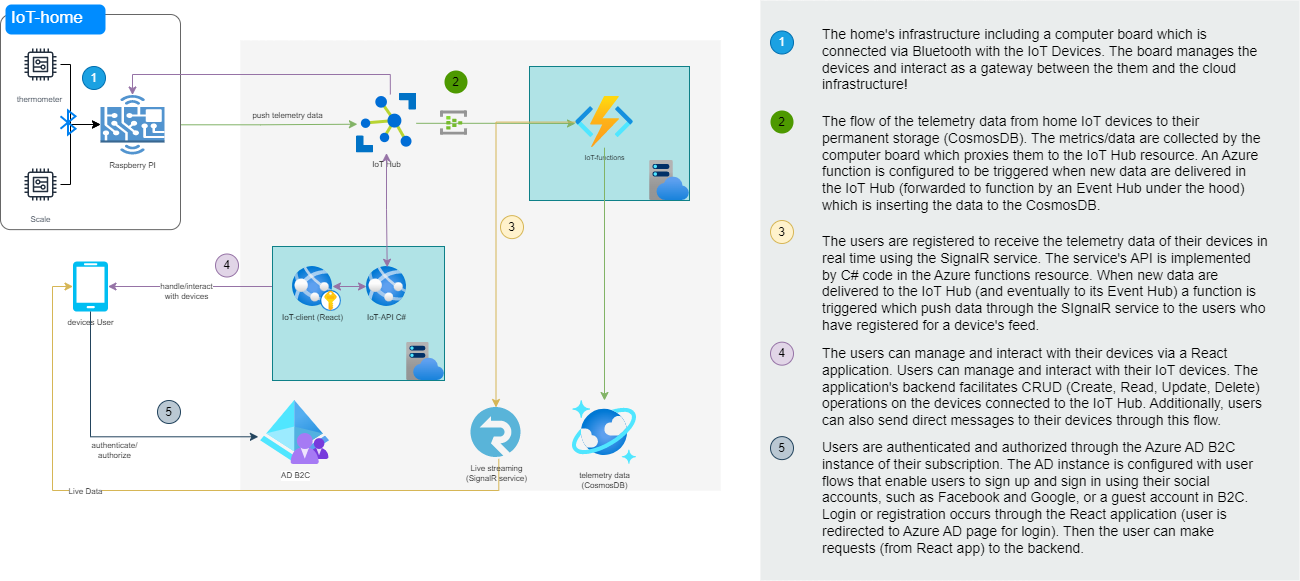 IoT-home
1
thermometer
Raspberry PI
Scale
push telemetry data
IoT Hub
2
IoT-functions
3
4
handle/interact
with devices
devices User
IoT-client (React)
IoT-API C#
5
authenticate/
authorize
AD B2C
Live Data
Live streaming
(SignalR service)
telemetry data
(CosmosDB)
1
The home's infrastructure including a computer board which is
connected via Bluetooth with the IoT Devices. The board manages the
devices and interact as a gateway between the them and the cloud
infrastructure!
2
The flow of the telemetry data from home IoT devices to their
permanent storage (CosmosDB). The metrics/data are collected by the
computer board which proxies them to the IoT Hub resource. An Azure
function is configured to be triggered when new data are delivered in
the IoT Hub (forwarded to function by an Event Hub under the hood)
which is inserting the data to the CosmosDB.
3
The users are registered to receive the telemetry data of their devices in
real time using the SignalR service. The service's API is implemented
by C# code in the Azure functions resource. When new data are
delivered to the IoT Hub (and eventually to its Event Hub) a function is
triggered which push data through the SIgnalR service to the users who
have registered for a device's feed.
4
The users can manage and interact with their devices via a React
application. Users can manage and interact with their IoT devices. The
application's backend facilitates CRUD (Create, Read, Update, Delete)
operations on the devices connected to the IoT Hub. Additionally, users
can also send direct messages to their devices through this flow.
5
Users are authenticated and authorized through the Azure AD B2C
instance of their subscription. The AD instance is configured with user
flows that enable users to sign up and sign in using their social
accounts, such as Facebook and Google, or a guest account in B2C.
Login or registration occurs through the React application (user is
redirected to Azure AD page for login). Then the user can make
requests (from React app) to the backend.